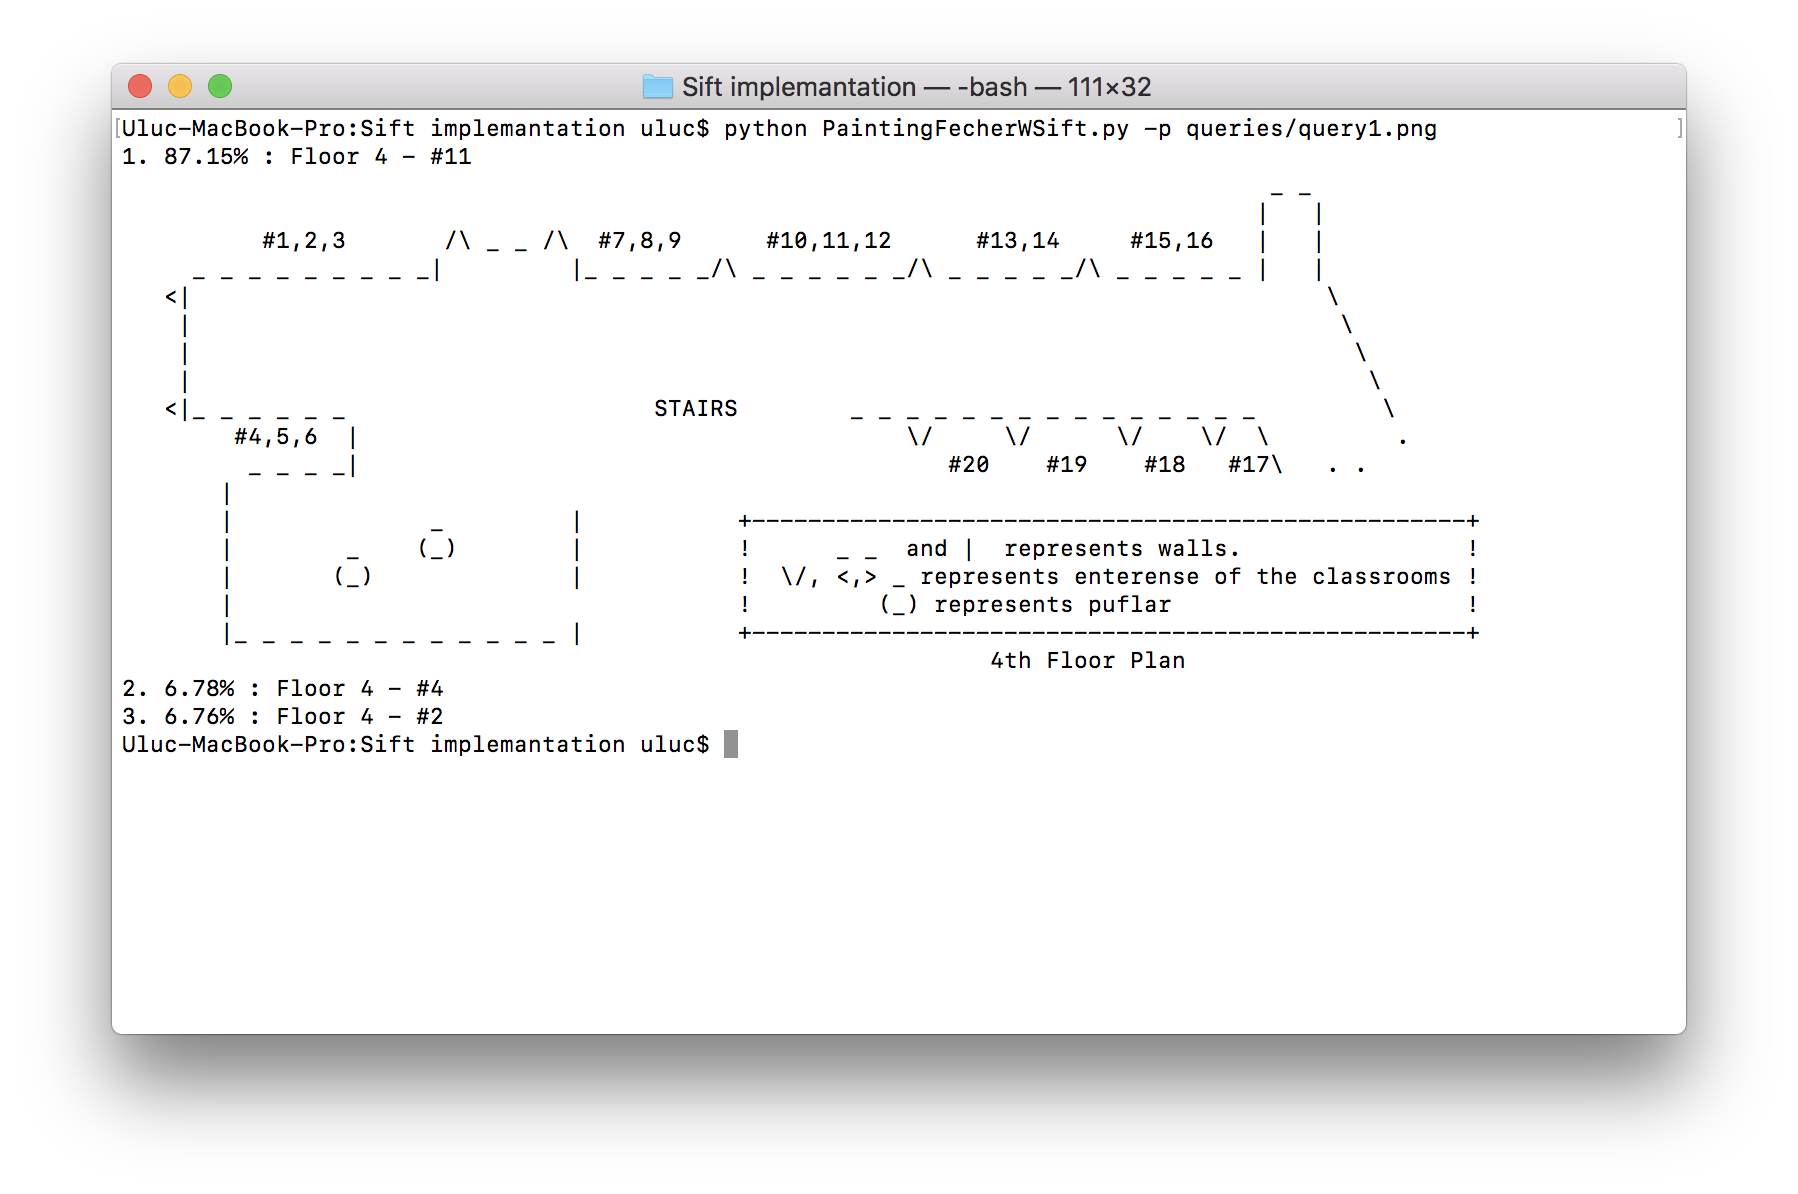 Sift implemantation — -bash — 111×32
Uluc-MacBook-Pro:Sift implemantation uluc$ python PaintingFecherWSift.py -p queries/query1.png
1. 87.15% : Floor 4 - #11
                                                                                  _ _
                                                                                 |   |
          #1,2,3       /\ _ _ /\  #7,8,9      #10,11,12      #13,14     #15,16   |   |
     _ _ _ _ _ _ _ _ _|         |_ _ _ _ _/\ _ _ _ _ _ _/\ _ _ _ _ _/\ _ _ _ _ _ |   |
   <|                                                                                 \
    |                                                                                  \
    |                                                                                   \
    |                                                                                    \
   <|_ _ _ _ _ _                      STAIRS        _ _ _ _ _ _ _ _ _ _ _ _ _ _ _         \
        #4,5,6  |                                       \/     \/      \/    \/  \         .
         _ _ _ _|                                          #20    #19    #18   #17\   . .
       |
       |              _         |           +---------------------------------------------------+
       |        _    (_)        |           !      _ _  and |  represents walls.                !
       |       (_)              |           !  \/, <,> _ represents enterense of the classrooms !
       |                                    !         (_) represents puflar                     !
       |_ _ _ _ _ _ _ _ _ _ _ _ |           +---------------------------------------------------+
                                                              4th Floor Plan
2. 6.78% : Floor 4 - #4
3. 6.76% : Floor 4 - #2
Uluc-MacBook-Pro:Sift implemantation uluc$